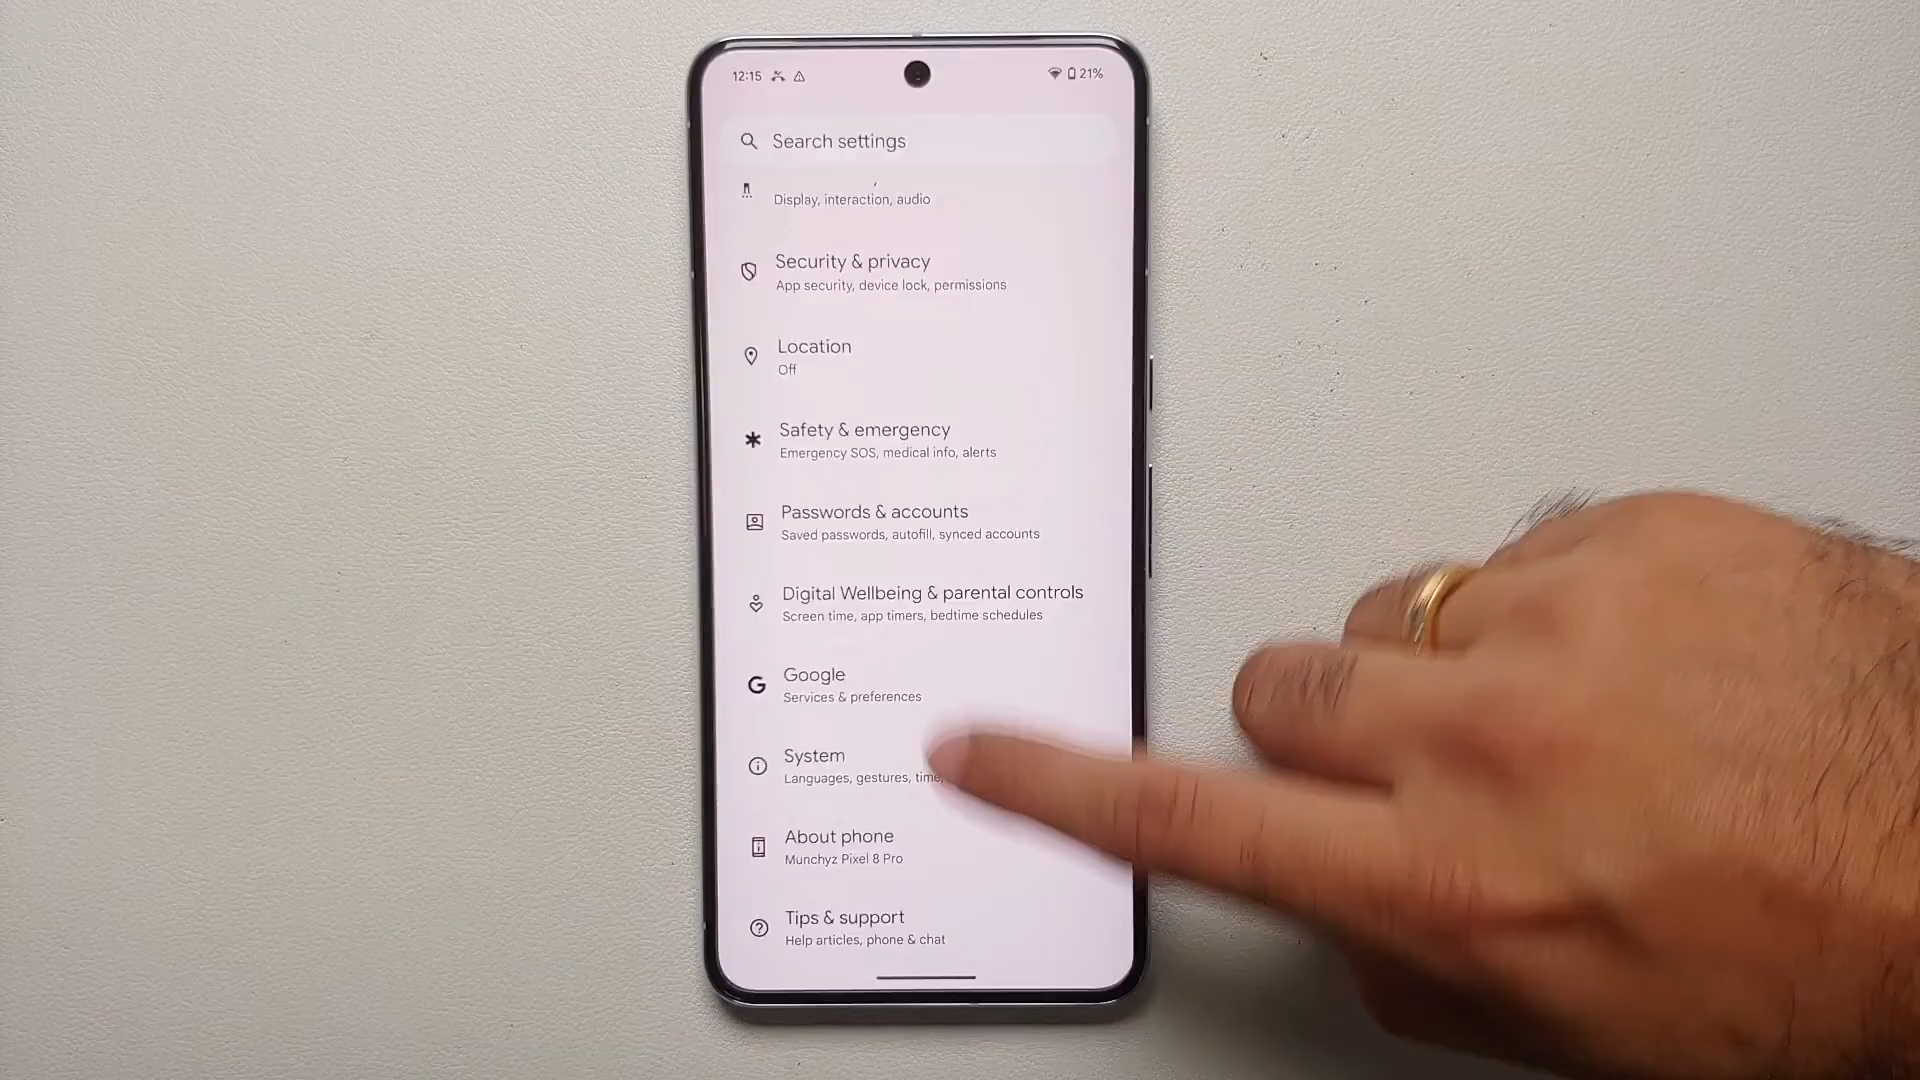 12:15 21%
Search settings
Display, interaction, audio
Security & privacy
App security, device lock, permissions
Location
Off
Safety & emergency
Emergency SOS, medical info, alerts
Passwords & accounts
Saved passwords, autofill, synced accounts
Digital Wellbeing & parental controls
Screen time, app timers, bedtime schedules
Google
Services & preferences
System
Languages, gestures, time,
About phone
Munchyz Pixel 8 Pro
Tips & support
Help articles, phone & chat